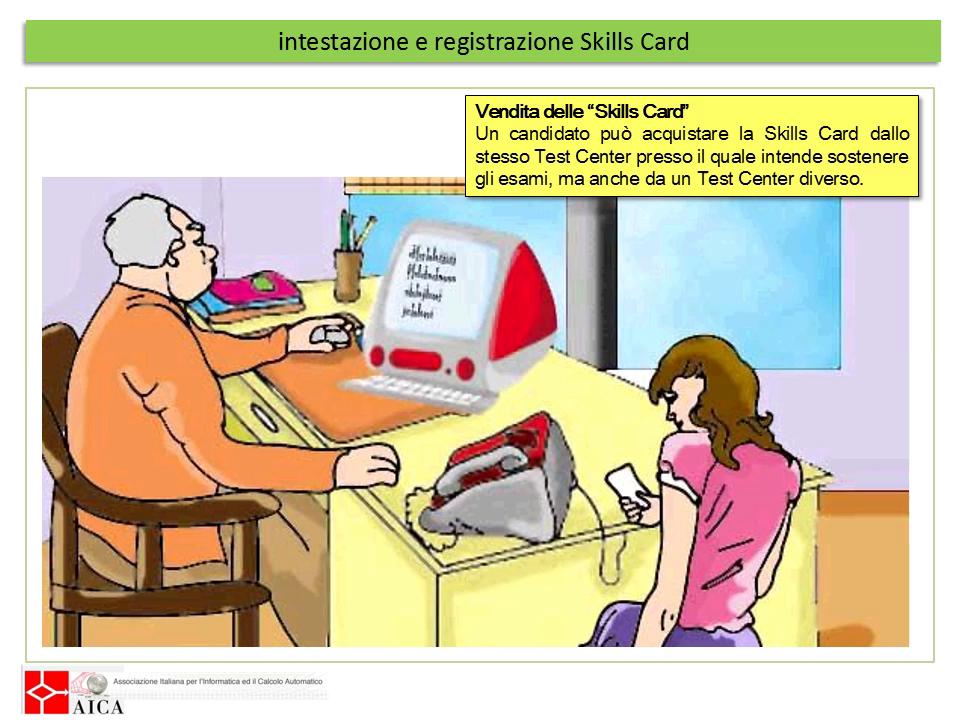 intestazione e registrazione Skills Card
Vendita delle “Skills Card”
Un candidato può acquistare la Skills Card dallo
stesso Test Center presso il quale intende sostenere
gli esami, ma anche da un Test Center diverso.
Associazione Italiana per l'Informatica ed il Calcolo Automatico
AICA